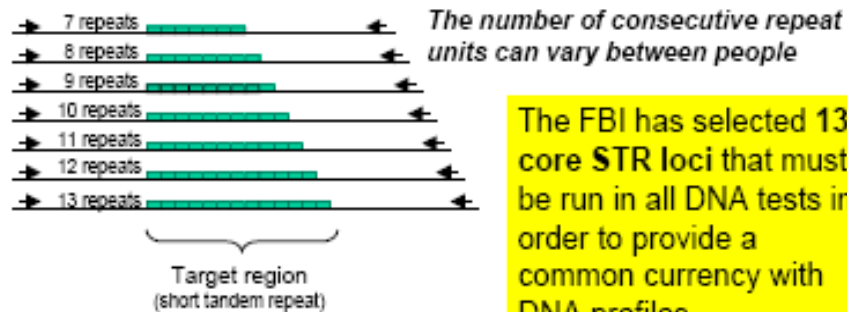 The number of consecutive repeat
units can vary between people
7 repeats
8 repeats
9 repeats
10 repeats
11 repeats
12 repeats
13 repeats
Target region
(short tandem repeat)
The FBI has selected 13
core STR loci that must
be run in all DNA tests in
order to provide a
common currency with
DNA profiles